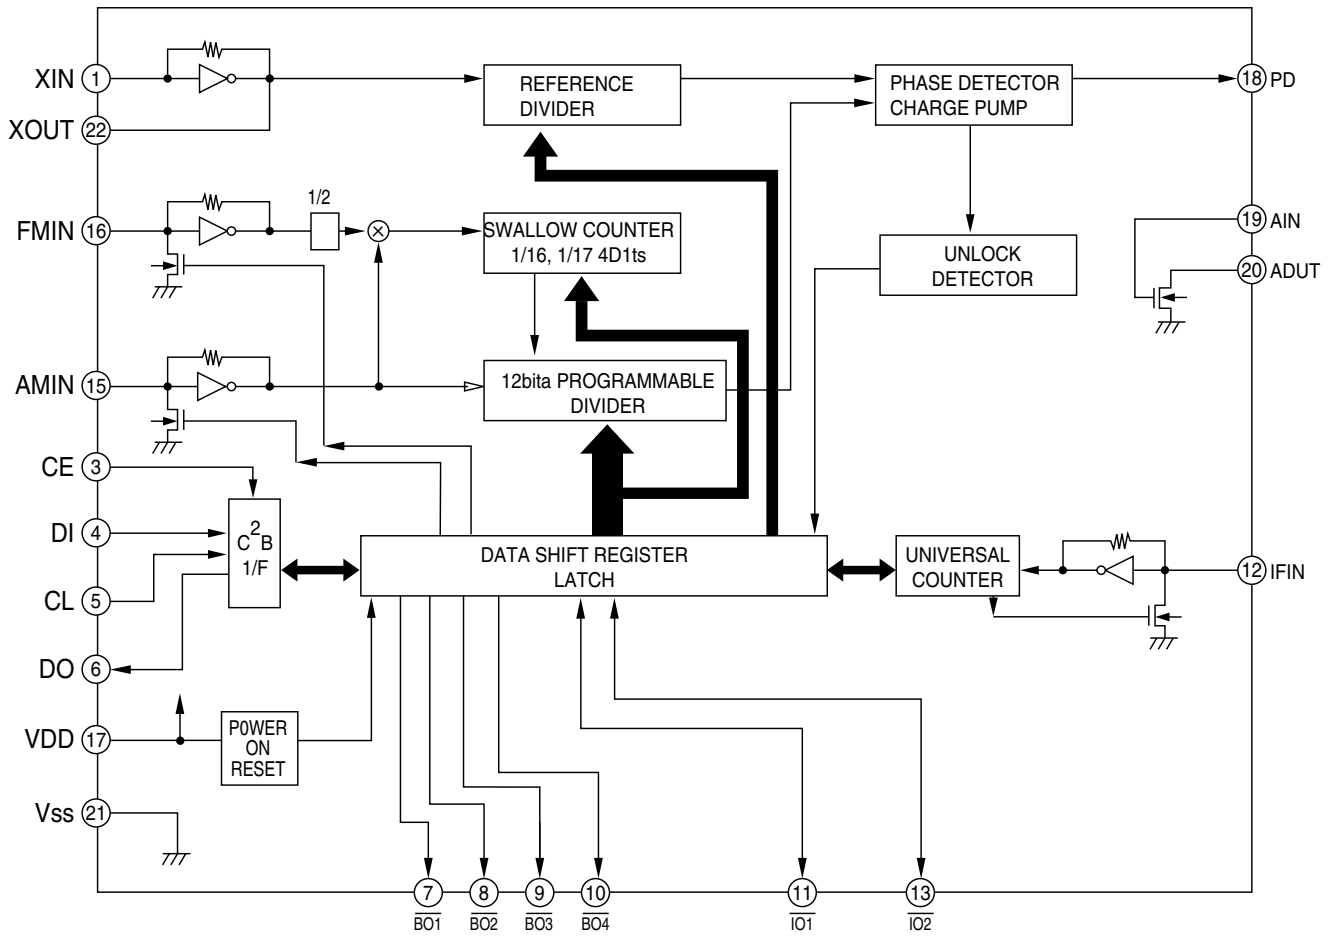 XIN 1
REFERENCE
DIVIDER
PHASE DETECTOR
CHARGE PUMP
18 PD
XOUT 22
1/2
FMIN 16
SWALLOW COUNTER
1/16, 1/17 4D1ts
19 AIN
UNLOCK
DETECTOR
20 ADUT
AMIN 15
12bita PROGRAMMABLE
DIVIDER
CE 3
DI 4
C2B
1/F
DATA SHIFT REGISTER
LATCH
UNIVERSAL
COUNTER
12 IFIN
CL 5
DO 6
VDD 17
P0WER
ON
RESET
Vss 21
7 8 9 10 11 13
BO1 BO2 BO3 BO4 IO1 IO2